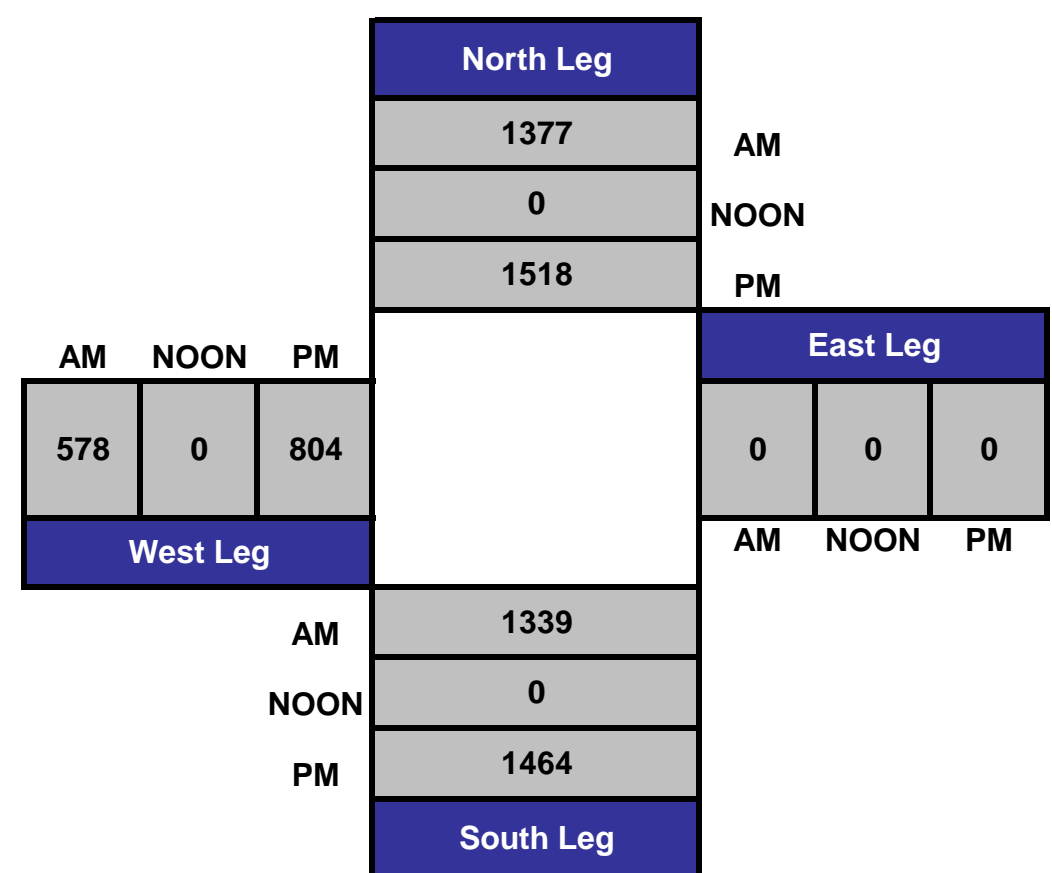 North Leg
1377
AM
0
NOON
1518
PM
East Leg
AM NOON PM
578 0 804
0 0 0
West Leg
AM NOON PM
AM
1339
NOON
0
PM
1464
South Leg